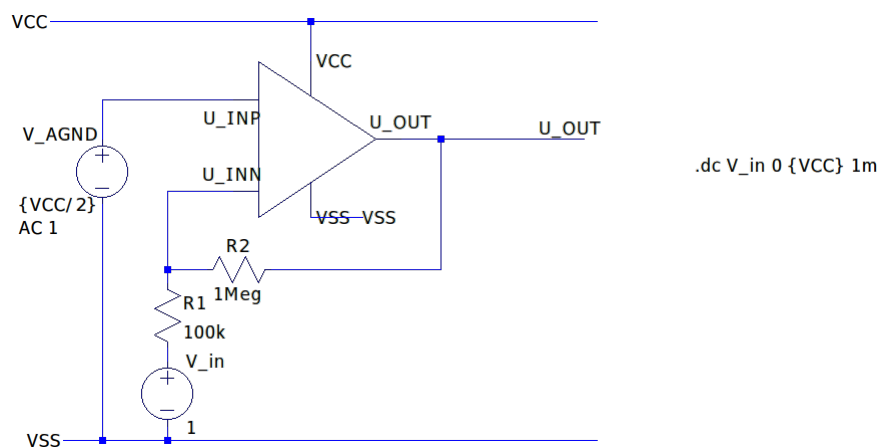 VCC
VCC
U_INP
U_OUT
U_OUT
V_AGND
.dc V_in 0 {VCC} 1m
U_INN
{VCC/2}
AC 1
VSS
VSS
R2
1Meg
R1
100k
V_in
1
VSS